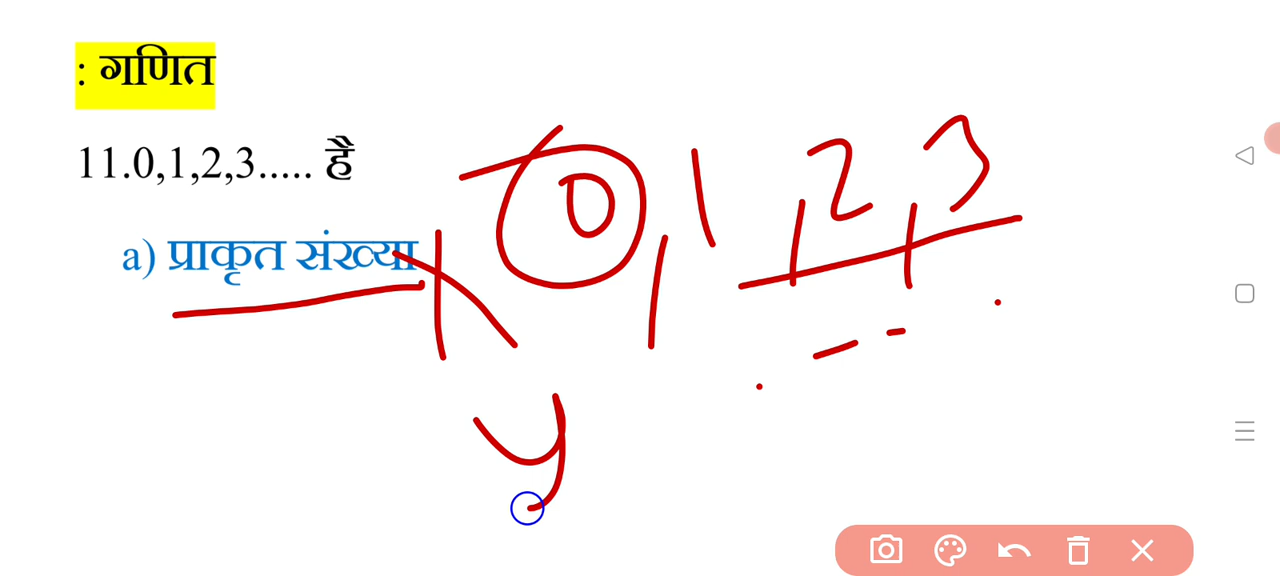 : गणित
11.0,1,2,3..... है
0,1,2,3
a) प्राकृत संख्या
y